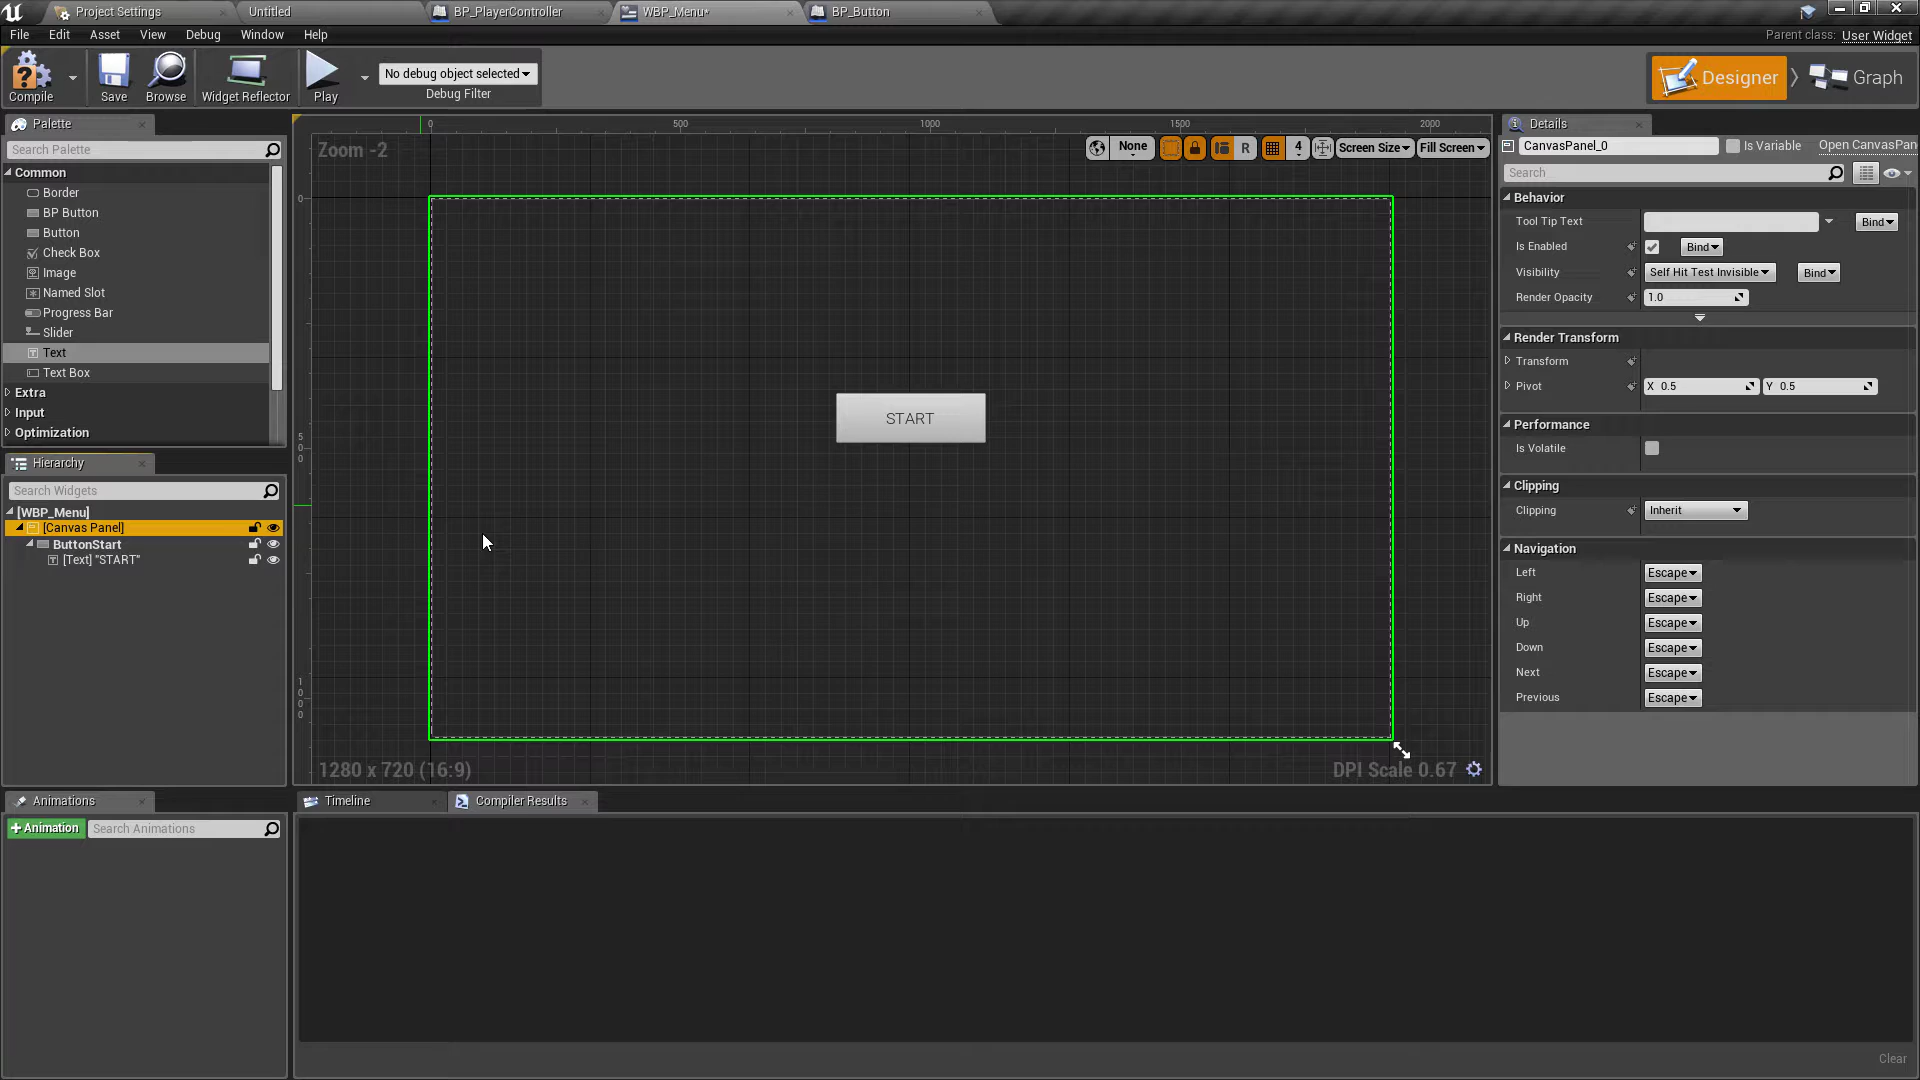 Project Settings
Untitled
BP_PlayerController
WBP_Menu*
BP_Button
File Edit Asset View Debug Window Help
Parent class: User Widget
Compile
Save
Browse
Widget Reflector
Play
No debug object selected
Debug Filter
Designer
Graph
Palette
Search Palette
Common
Border
BP Button
Button
Check Box
Image
Named Slot
Progress Bar
Slider
Text
Text Box
Extra
Input
Optimization
Hierarchy
Search Widgets
[WBP_Menu]
[Canvas Panel]
ButtonStart
[Text] "START"
Animations
+ Animation
Search Animations
0 500 1000 1500 2000
Zoom -2
None
R
4
Screen Size
Fill Screen
0
500
1000
START
1280 x 720 (16:9)
DPI Scale 0.67
Timeline
Compiler Results
Clear
Details
CanvasPanel_0
Is Variable
Open CanvasPan
Search
Behavior
Tool Tip Text
Bind
Is Enabled
Bind
Visibility
Self Hit Test Invisible
Bind
Render Opacity
1.0
Render Transform
Transform
Pivot
X 0.5
Y 0.5
Performance
Is Volatile
Clipping
Clipping
Inherit
Navigation
Left
Escape
Right
Escape
Up
Escape
Down
Escape
Next
Escape
Previous
Escape